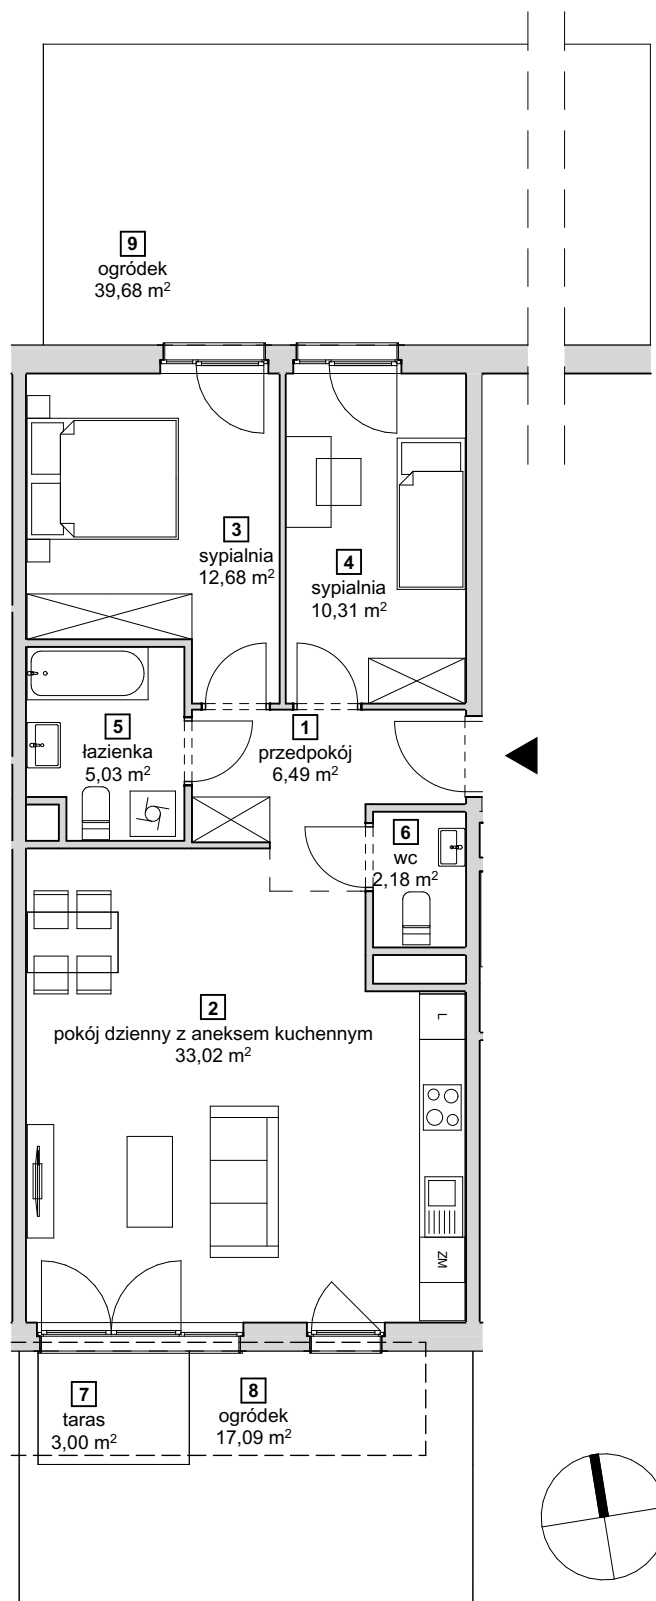 9
ogródek
39,68 m²
3
sypialnia
12,68 m²
4
sypialnia
10,31 m²
5
łazienka
5,03 m²
1
przedpokój
6,49 m²
6
wc
2,18 m²
2
pokój dzienny z aneksem kuchennym
33,02 m²
L
ZM
7
taras
3,00 m²
8
ogródek
17,09 m²